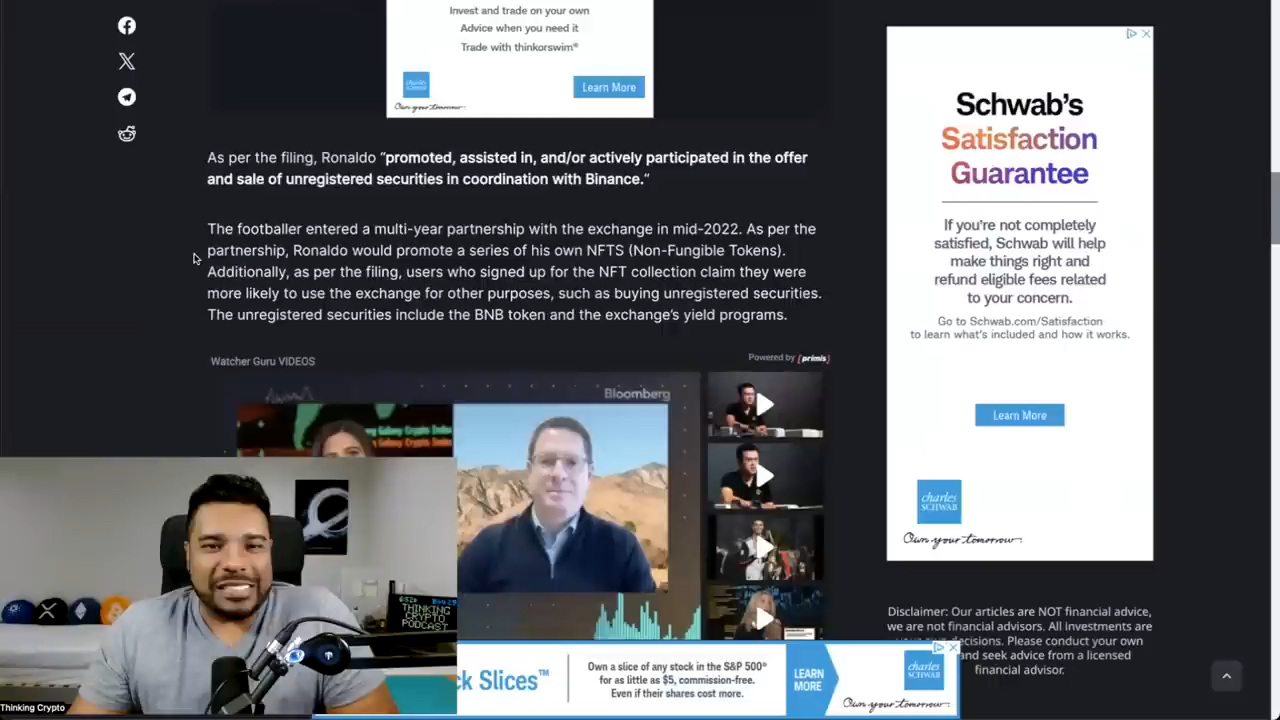 Invest and trade on your own
Advice when you need it
Trade with thinkorswim®
Learn More
Own your tomorrow.
As per the filing, Ronaldo “promoted, assisted in, and/or actively participated in the offer
and sale of unregistered securities in coordination with Binance.”
The footballer entered a multi-year partnership with the exchange in mid-2022. As per the
partnership, Ronaldo would promote a series of his own NFTS (Non-Fungible Tokens).
Additionally, as per the filing, users who signed up for the NFT collection claim they were
more likely to use the exchange for other purposes, such as buying unregistered securities.
The unregistered securities include the BNB token and the exchange’s yield programs.
Watcher Guru VIDEOS
Powered by [primis]
Bloomberg
Schwab’s
Satisfaction
Guarantee
If you’re not completely
satisfied, Schwab will help
make things right and
refund eligible fees related
to your concern.
Go to Schwab.com/Satisfaction
to learn what’s included and how it works.
Learn More
charles
SCHWAB
Own your tomorrow.
Disclaimer: Our articles are NOT financial advice,
we are not financial advisors. All investments are
decisions. Please conduct your own
and seek advice from a licensed
financial advisor.
THINKING
CRYPTO
PODCAST
ck Slices™
Own a slice of any stock in the S&P 500®
for as little as $5, commission-free.
Even if their shares cost more.
LEARN
MORE
charles
SCHWAB
Own your tomorrow.
Thinking Crypto